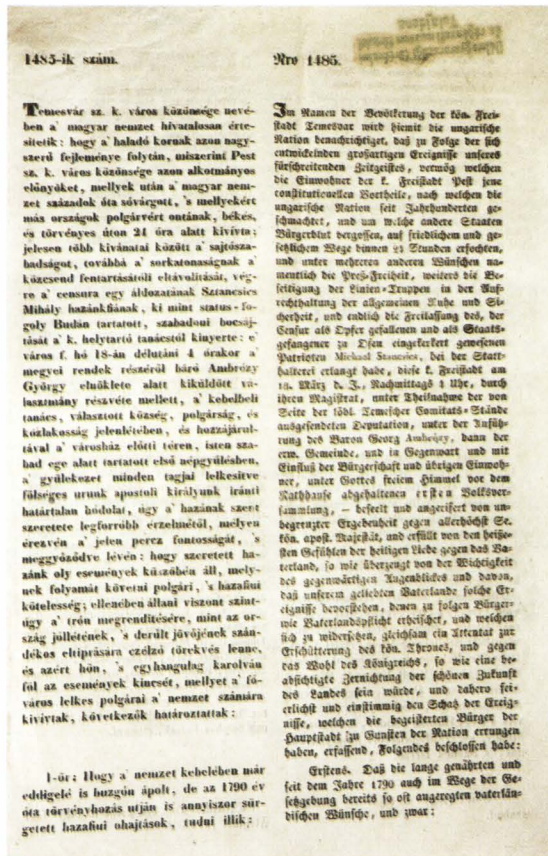 1485-ik szám.
Temesvár sz. k. város közönsége nevé-
ben a' magyar nemzet hivatalosan érte-
sitetik: hogy a' haladó kornak azon nagy-
szerű fejleménye folytán, miszerint Pest
sz. k. város közönsége azon alkotmányos
előnyöket, mellyek után a' magyar nem-
zet századok óta sóvárgott, 's mellyekért
más országok polgárvért ontának, békés,
és törvényes úton 24 óra alatt kivívta;
jelesen több kivánatai között a' sajtósza-
badságot, továbbá a' sorkatonaságnak a'
közcsend fentartásátóli eltávolitását, vég-
re a' censura egy áldozatának Sztancsics
Mihály hazánkfiának, ki mint status-fo-
goly Budán tartatott, szabadoni bocsáj-
tását a' k. helytartó tanácstól kinyerte: e'
város f. hó 18-án délutáni 4 órakor a'
megyei rendek részéről báró Ambrózy
György elnöklete alatt kiküldött vá-
lasztmány részvéte mellett, a' kebelbeli
tanács, választott község, polgárság, és
közlakosság jelenlétében, és hozzájárul-
tával a' városház előtti téren, isten sza-
bad ege alatt tartatott első népgyülésben,
a' gyülekezet minden tagjai lelkesitve
fölséges urunk apostoli királyunk iránti
határtalan hódolat, úgy a' hazának szent
szeretete legforróbb érzelmétől, mélyen
érezvén a' jelen percz fontosságát, 's
meggyőződve lévén: hogy szeretett ha-
zánk oly események küszöbén áll, mely-
nek folyamát követni polgári, 's hazafiui
kötelesség; ellenében állani viszont szint-
úgy a' trón megrenditésére, mint az or-
szág jóllétének, 's derült jövőjének szán-
dékos eltiprására czélzó törekvés lenne,
és azért hőn, 's egyhangulag karolván
föl az események kincsét, mellyet a' fő-
város lelkes polgárai a' nemzet számára
kivívtak, következők határoztattak:
1-ör: Hogy a' nemzet kebelében már
eddigelé is buzgón ápolt, de az 1790 év
óta törvényhozás utján is annyiszor sür-
getett hazafiui ohajtások, tudni illik:
Nro 1485.
Im Namen der Bevölkerung der kön. Frei-
stadt Temesvar wird hiemit die ungarische
Nation benachrichtiget, daß zu Folge der sich
entwickelnden großartigen Ereignisse unseres
fürschreitenden Zeitgeistes, vermög welchen
die Einwohner der k. Freistadt Pest jene
constitutionellen Vortheile, nach welchen die
ungarische Nation seit Jahrhunderten ge-
schmachtet, und um welche andere Staaten
Bürgerblut vergossen, auf friedlichem und ge-
setzlichem Wege binnen 24 Stunden erfochten,
und unter mehreren anderen Wünschen na-
mentlich die Preß-Freiheit, weiters die Be-
seitigung der Linien-Truppen in der Auf-
rechthaltung der allgemeinen Ruhe und Si-
cherheit, und endlich die Freilassung des, der
Censur als Opfer gefallenen und als Staats-
gefangener zu Ofen eingekerkert gewesenen
Patrioten Michael Stancsics, bei der Statt-
halterei erlangt habe, diese k. Freistadt am
18. März d. J., Nachmittags 4 Uhr, durch
ihren Magistrat, unter Theilnahme der von
Seite der löbl. Temescher Comitats-Stände
ausgesendeten Deputation, unter der Anfüh-
rung des Baron Georg Ambrózy, dann der
erw. Gemeinde, und in Gegenwart und mit
Einfluß der Bürgerschaft und übrigen Einwoh-
ner, unter Gottes freiem Himmel vor dem
Rathhause abgehaltenen ersten Volksver-
sammlung, – beseelt und angeeifert von un-
begrenzter Ergebenheit gegen allerhöchst Se.
kön. apost. Majestät, und erfüllt von den heiße-
sten Gefühlen der heiligen Liebe gegen das Va-
terland, so wie überzeugt von der Wichtigkeit
des gegenwärtigen Augenblickes und davon,
daß unserem geliebten Vaterlande solche Er-
eignisse bevorstehen, denen zu folgen Bürger-
wie Vaterlandspflicht erheischet, und welchen
sich zu widersetzen, gleichsam ein Attentat zur
Erschütterung des kön. Thrones, und gegen
das Wohl des Königreichs, so wie eine be-
absichtigte Zernichtung der schönen Zukunft
des Landes sein würde, und dahero fei-
erlichst und einstimmig den Schatz der Ereig-
nisse, welchen die begeisterten Bürger der
Hauptstadt zu Gunsten der Nation errungen
haben, erfassend, Folgendes beschlossen habe:
Erstens. Daß die lange genährten und
seit dem Jahre 1790 auch im Wege der Ge-
setzgebung bereits so oft angeregten vaterlän-
dischen Wünsche, und zwar: